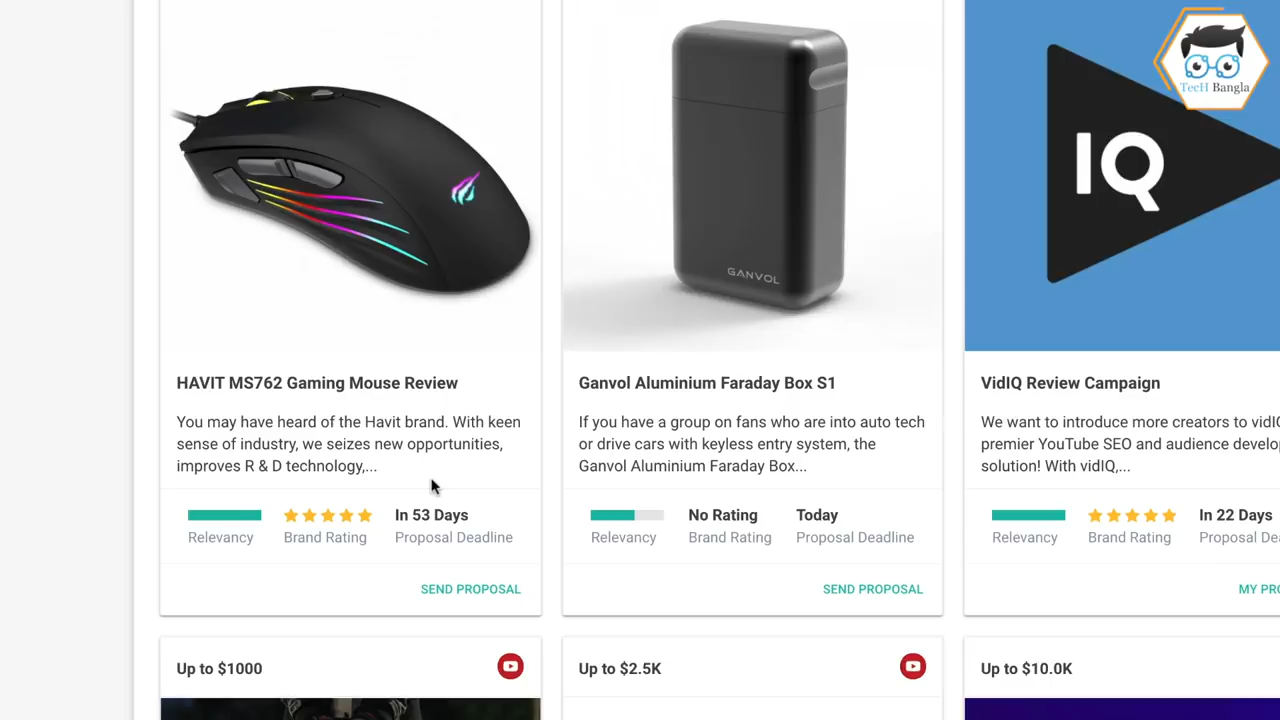 TecH Bangla
GANVOL
IQ
HAVIT MS762 Gaming Mouse Review
You may have heard of the Havit brand. With keen
sense of industry, we seizes new opportunities,
improves R & D technology,...
In 53 Days
Relevancy
Brand Rating
Proposal Deadline
SEND PROPOSAL
Ganvol Aluminium Faraday Box S1
If you have a group on fans who are into auto tech
or drive cars with keyless entry system, the
Ganvol Aluminium Faraday Box...
No Rating
Today
Relevancy
Brand Rating
Proposal Deadline
SEND PROPOSAL
VidIQ Review Campaign
We want to introduce more creators to vidIQ
premier YouTube SEO and audience develo
solution! With vidIQ,...
In 22 Days
Relevancy
Brand Rating
Proposal De
MY PR
Up to $1000
Up to $2.5K
Up to $10.0K